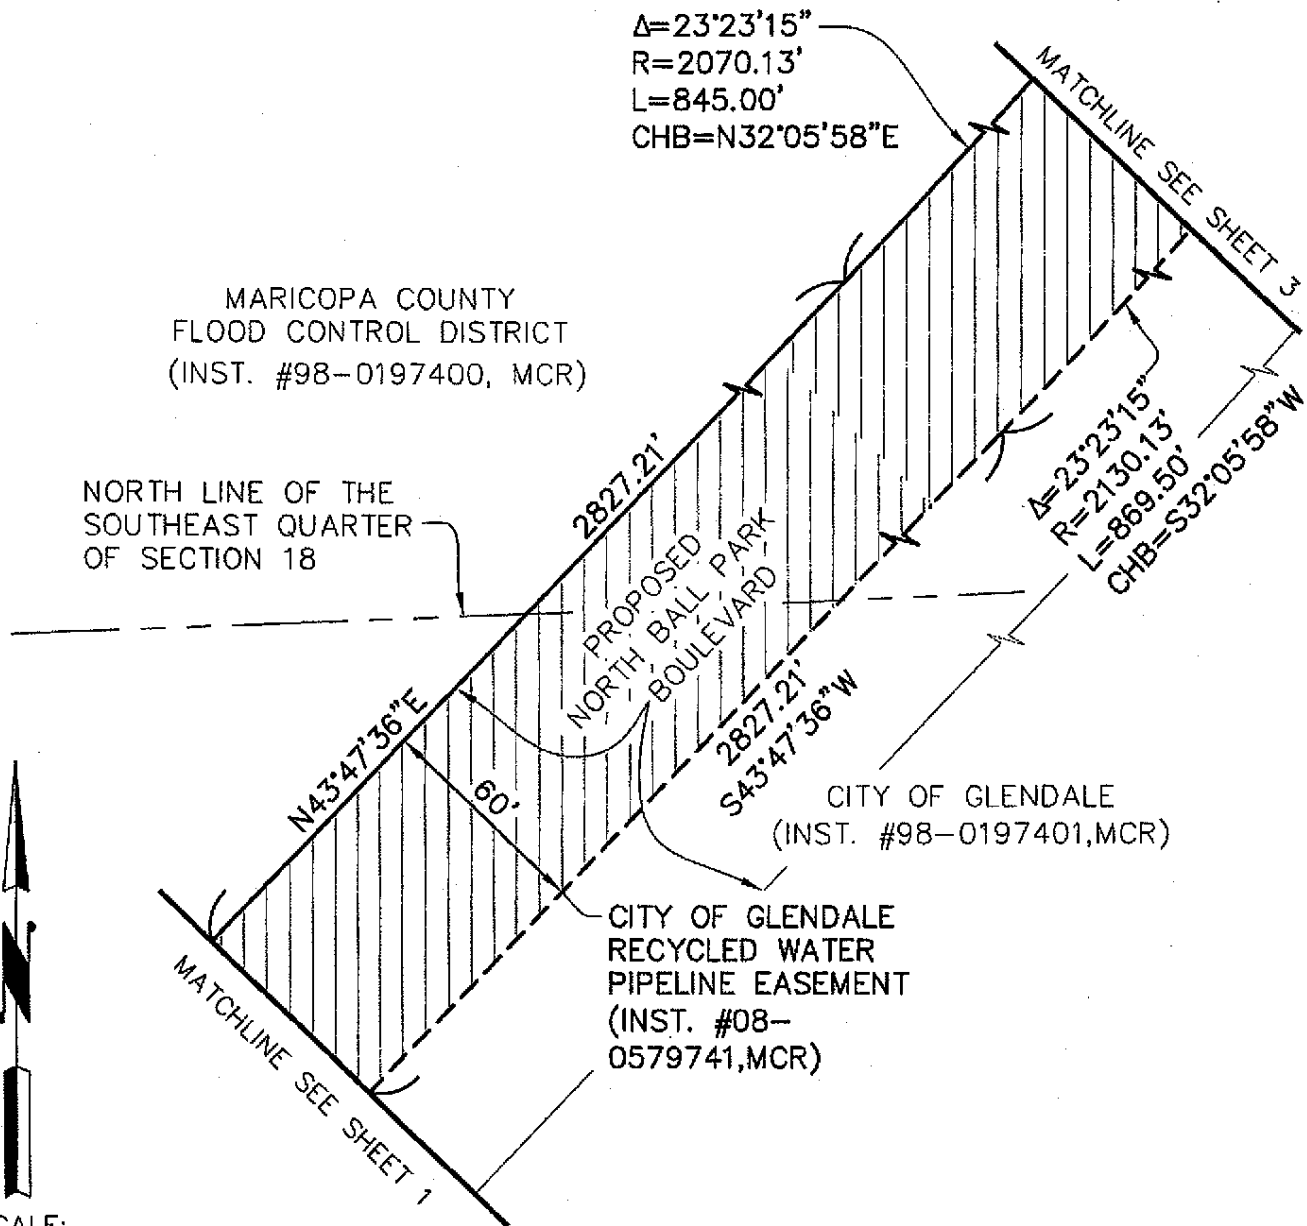 Δ=23°23'15"
R=2070.13'
L=845.00'
CHB=N32°05'58"E
MATCHLINE SEE SHEET 3
MARICOPA COUNTY
FLOOD CONTROL DISTRICT
(INST. #98-0197400, MCR)
Δ=23°23'15"
R=2130.13'
L=869.50'
CHB=S32°05'58"W
NORTH LINE OF THE
SOUTHEAST QUARTER
OF SECTION 18
2827.21'
PROPOSED
NORTH BALL PARK
BOULEVARD
N43°47'36"E
2827.21'
S43°47'36"W
60'
CITY OF GLENDALE
(INST. #98-0197401,MCR)
CITY OF GLENDALE
RECYCLED WATER
PIPELINE EASEMENT
(INST. #08-
0579741,MCR)
MATCHLINE SEE SHEET 1
N